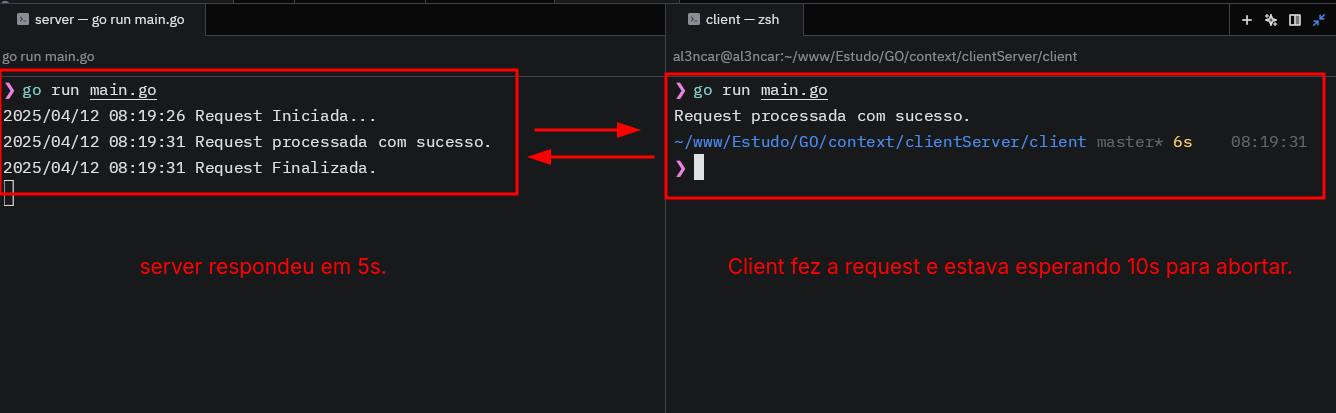 server — go run main.go
go run main.go
❯ go run main.go
2025/04/12 08:19:26 Request Iniciada...
2025/04/12 08:19:31 Request processada com sucesso.
2025/04/12 08:19:31 Request Finalizada.
server respondeu em 5s.
client — zsh
al3ncar@al3ncar:~/www/Estudo/GO/context/clientServer/client
❯ go run main.go
Request processada com sucesso.
~/www/Estudo/GO/context/clientServer/client master* 6s 08:19:31
❯
Client fez a request e estava esperando 10s para abortar.